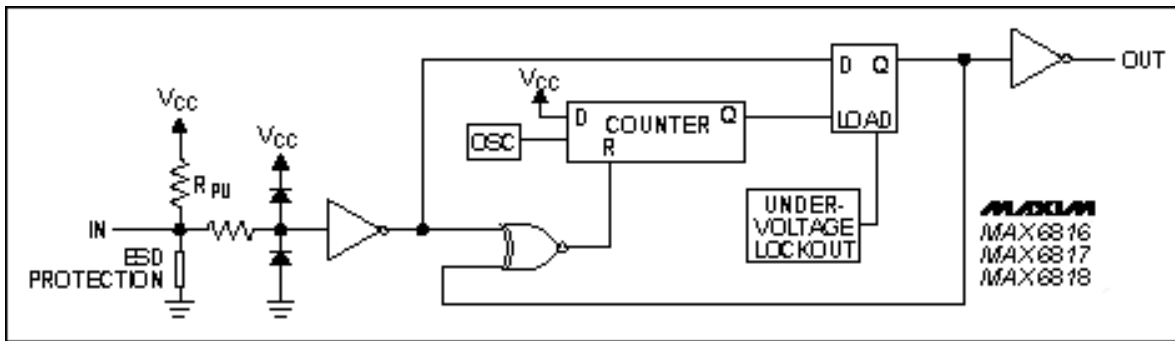 VCC
RPU
IN
ESD
PROTECTION
VCC
VCC
OSC
D
COUNTER
Q
R
D Q
LOAD
UNDER-
VOLTAGE
LOCKOUT
OUT
MAXIM
MAX6816
MAX6817
MAX6818